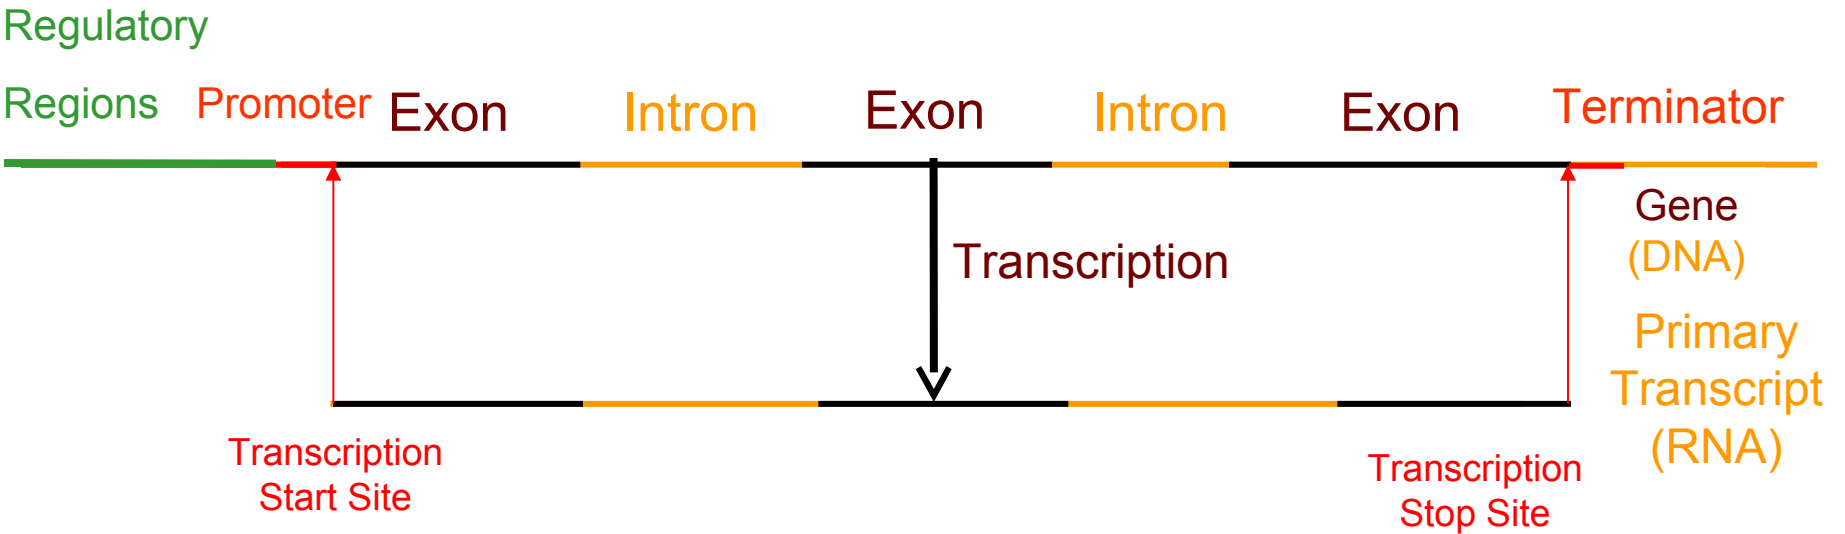 Regulatory
Regions Promoter Exon Intron Exon Intron Exon Terminator
Gene
(DNA)
Transcription
Primary
Transcript
(RNA)
Transcription
Start Site
Transcription
Stop Site